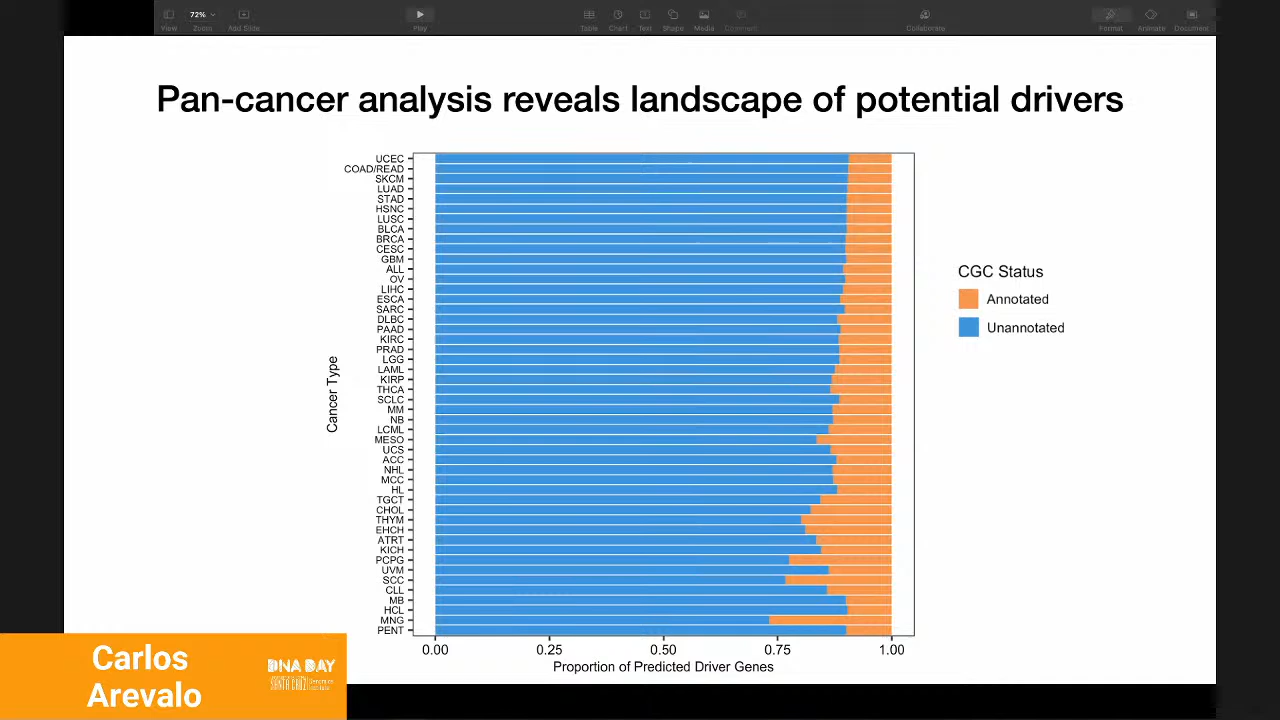 72%
View Zoom Add Slide Play Table Chart Text Shape Media Comment Collaborate Format Animate Document
Pan-cancer analysis reveals landscape of potential drivers
UCEC
COAD/READ
SKCM
LUAD
STAD
HSNC
LUSC
BLCA
BRCA
CESC
GBM
ALL
OV
LIHC
ESCA
SARC
DLBC
PAAD
KIRC
PRAD
LGG
LAML
KIRP
THCA
SCLC
MM
NB
LCML
MESO
UCS
ACC
NHL
MCC
HL
TGCT
CHOL
THYM
EHCH
ATRT
KICH
PCPG
UVM
SCC
CLL
MB
HCL
MNG
PENT
Cancer Type
0.00 0.25 0.50 0.75 1.00
Proportion of Predicted Driver Genes
CGC Status
Annotated
Unannotated
Carlos
Arevalo
DNA DAY
SANTA CRUZ